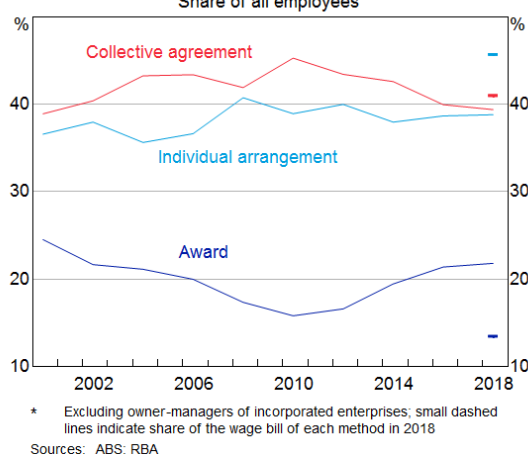 Share of all employees
% %
Collective agreement
40 40
Individual arrangement
30 30
Award
20 20
10 10
2002 2006 2010 2014 2018
* Excluding owner-managers of incorporated enterprises; small dashed
lines indicate share of the wage bill of each method in 2018
Sources: ABS; RBA